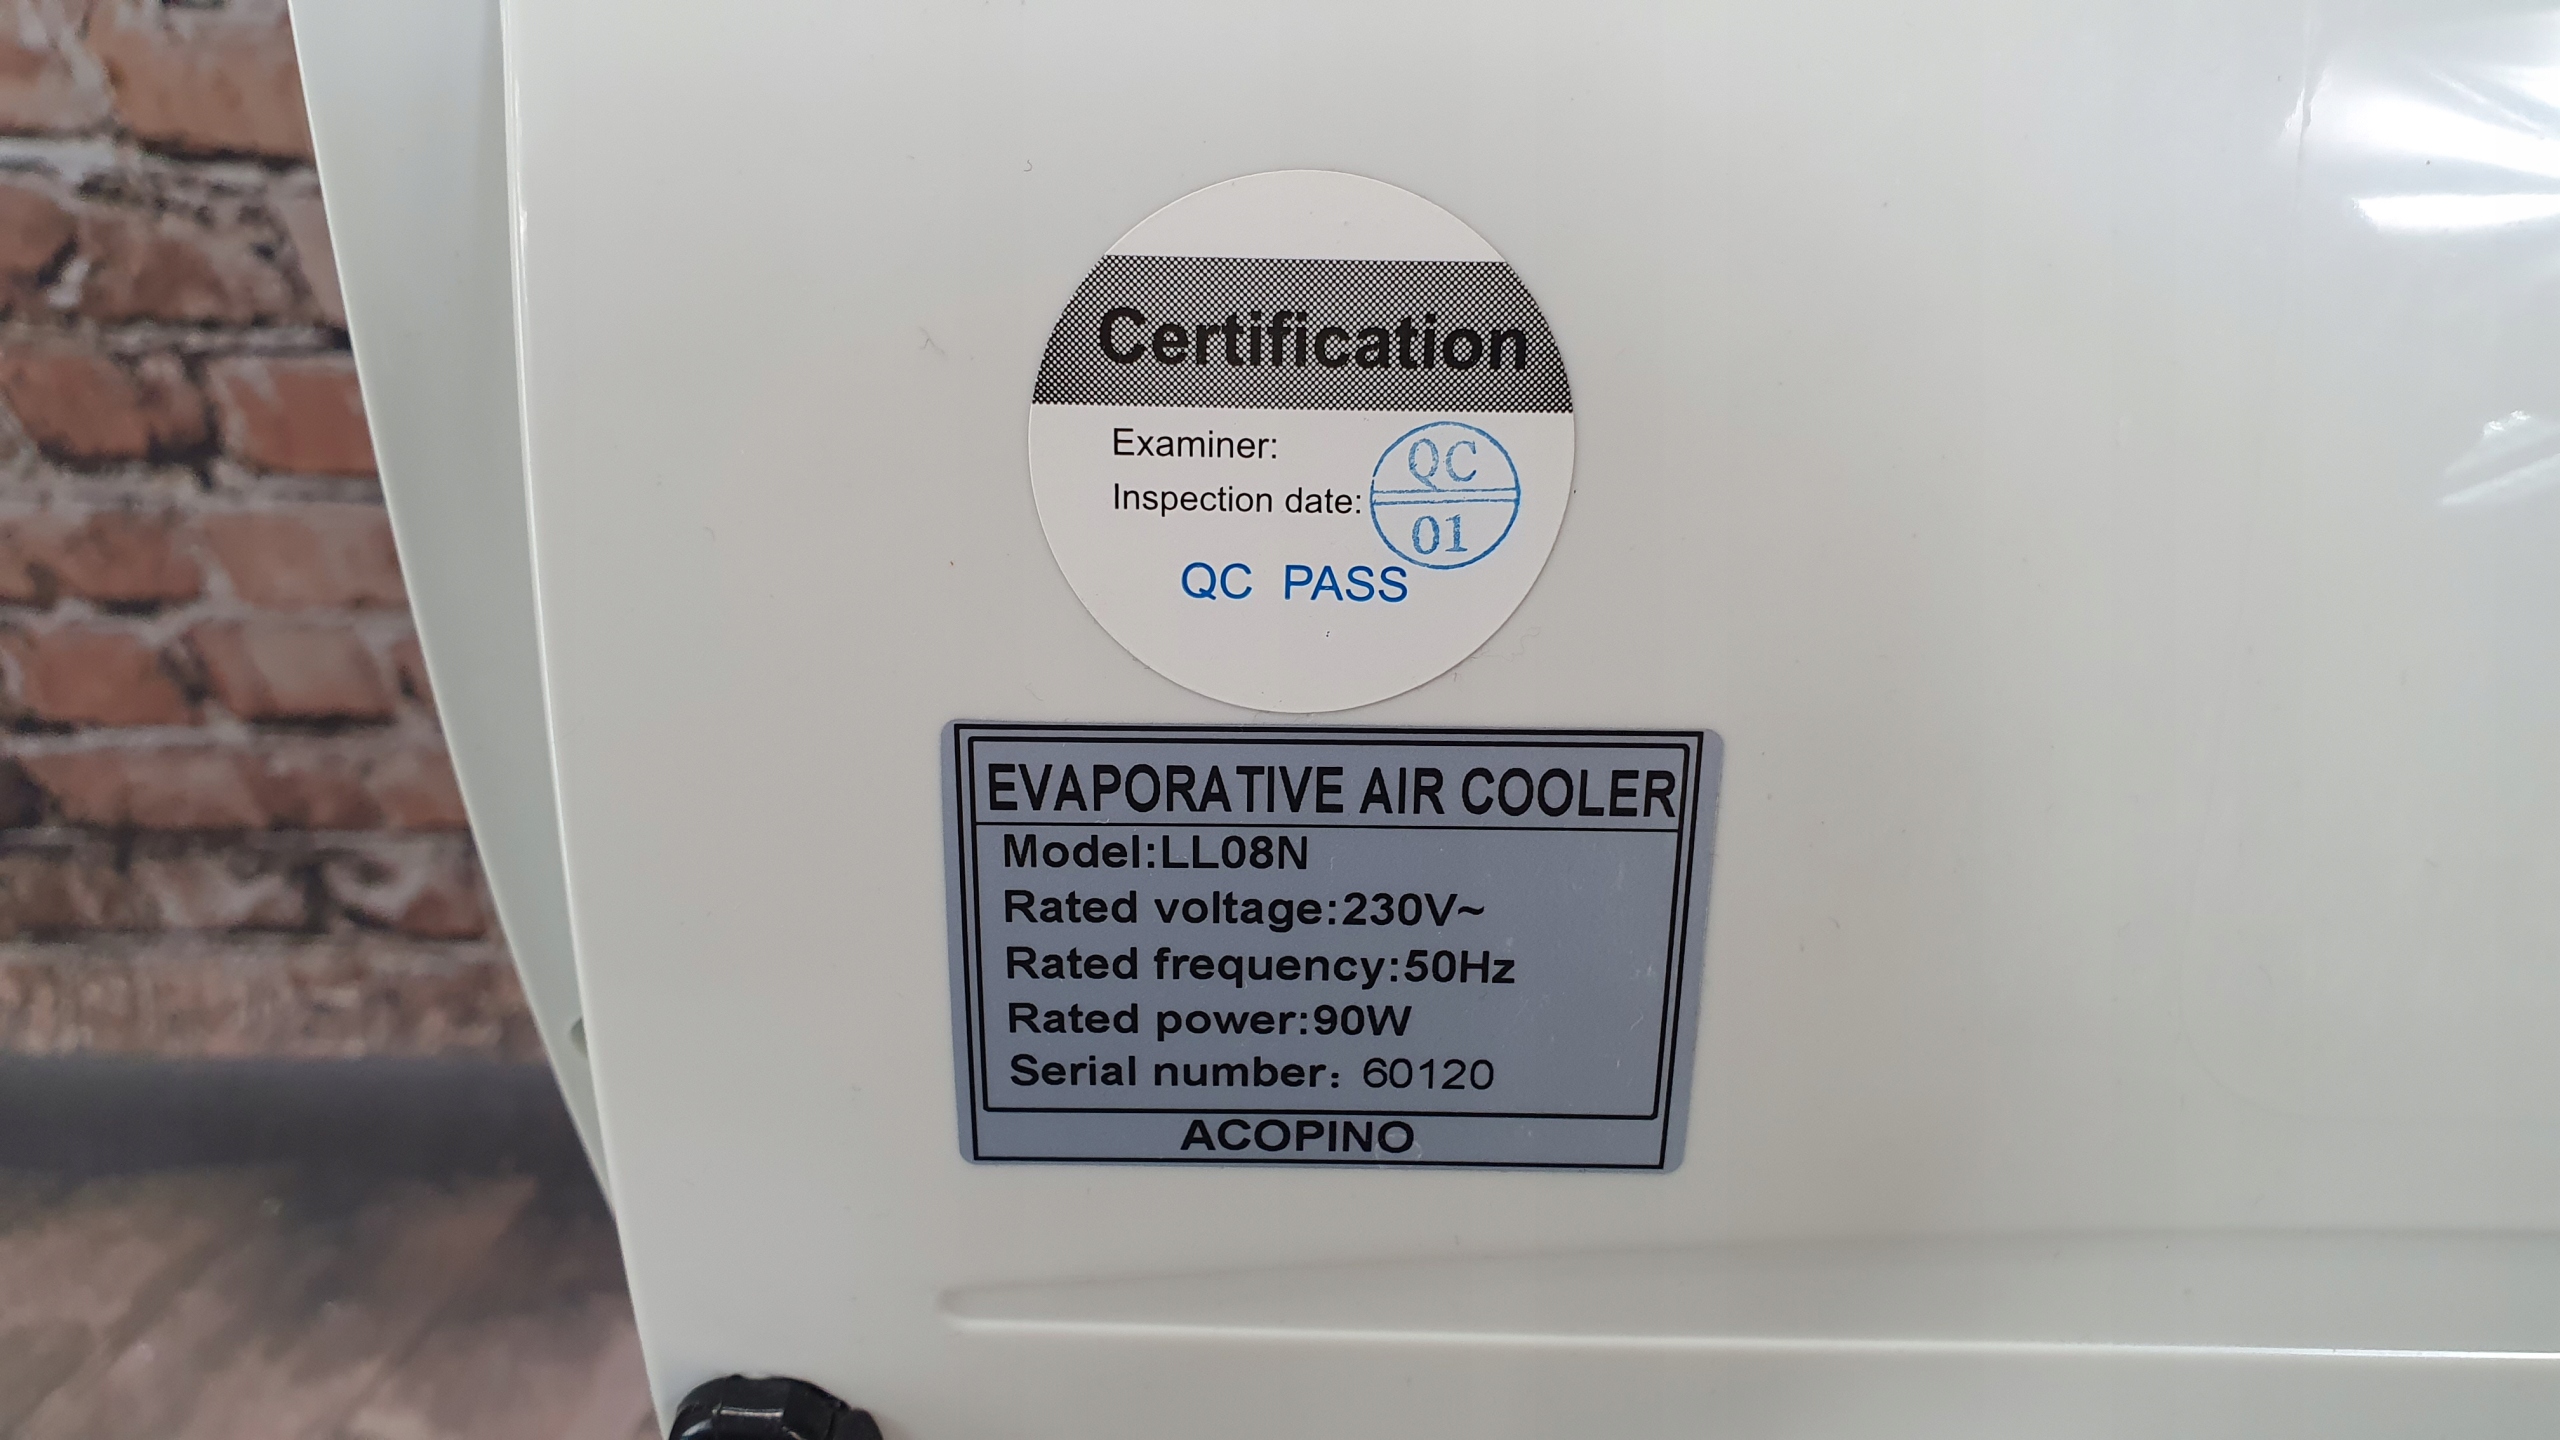 Certification
Examiner:
QC
Inspection date:
01
QC PASS
EVAPORATIVE AIR COOLER
Model:LL08N
Rated voltage:230V~
Rated frequency:50Hz
Rated power:90W
Serial number: 60120
ACOPINO